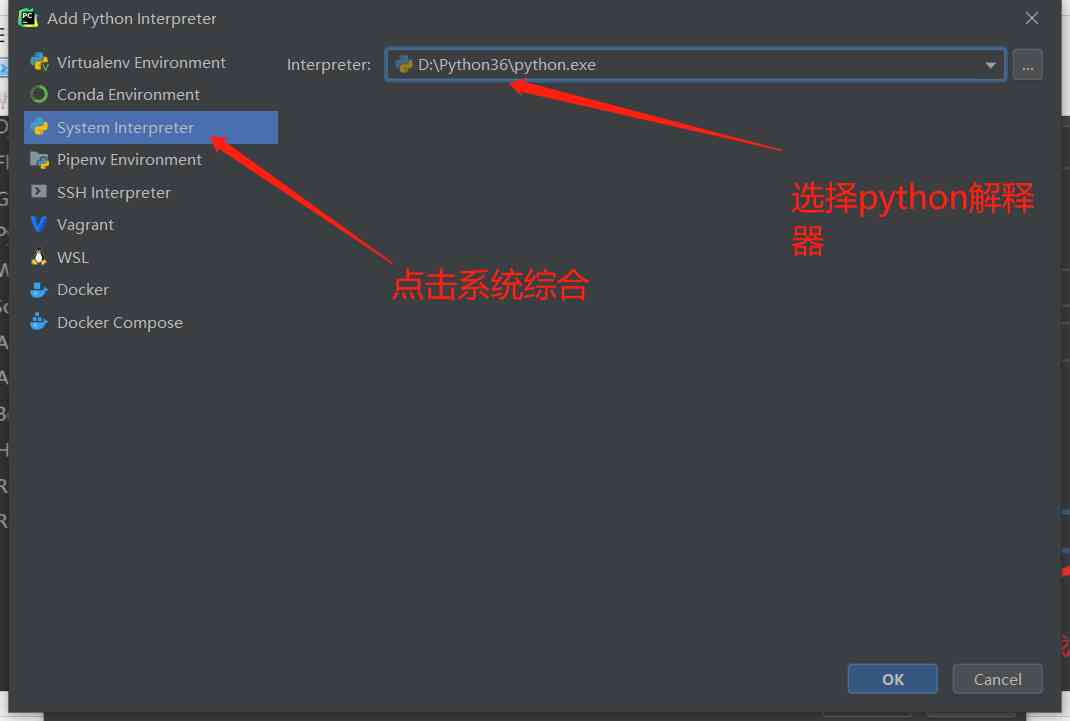 Add Python Interpreter
Virtualenv Environment
Conda Environment
System Interpreter
Pipenv Environment
SSH Interpreter
Vagrant
WSL
Docker
Docker Compose
Interpreter:
D:\Python36\python.exe
...
选择python解释
器
点击系统综合
OK
Cancel